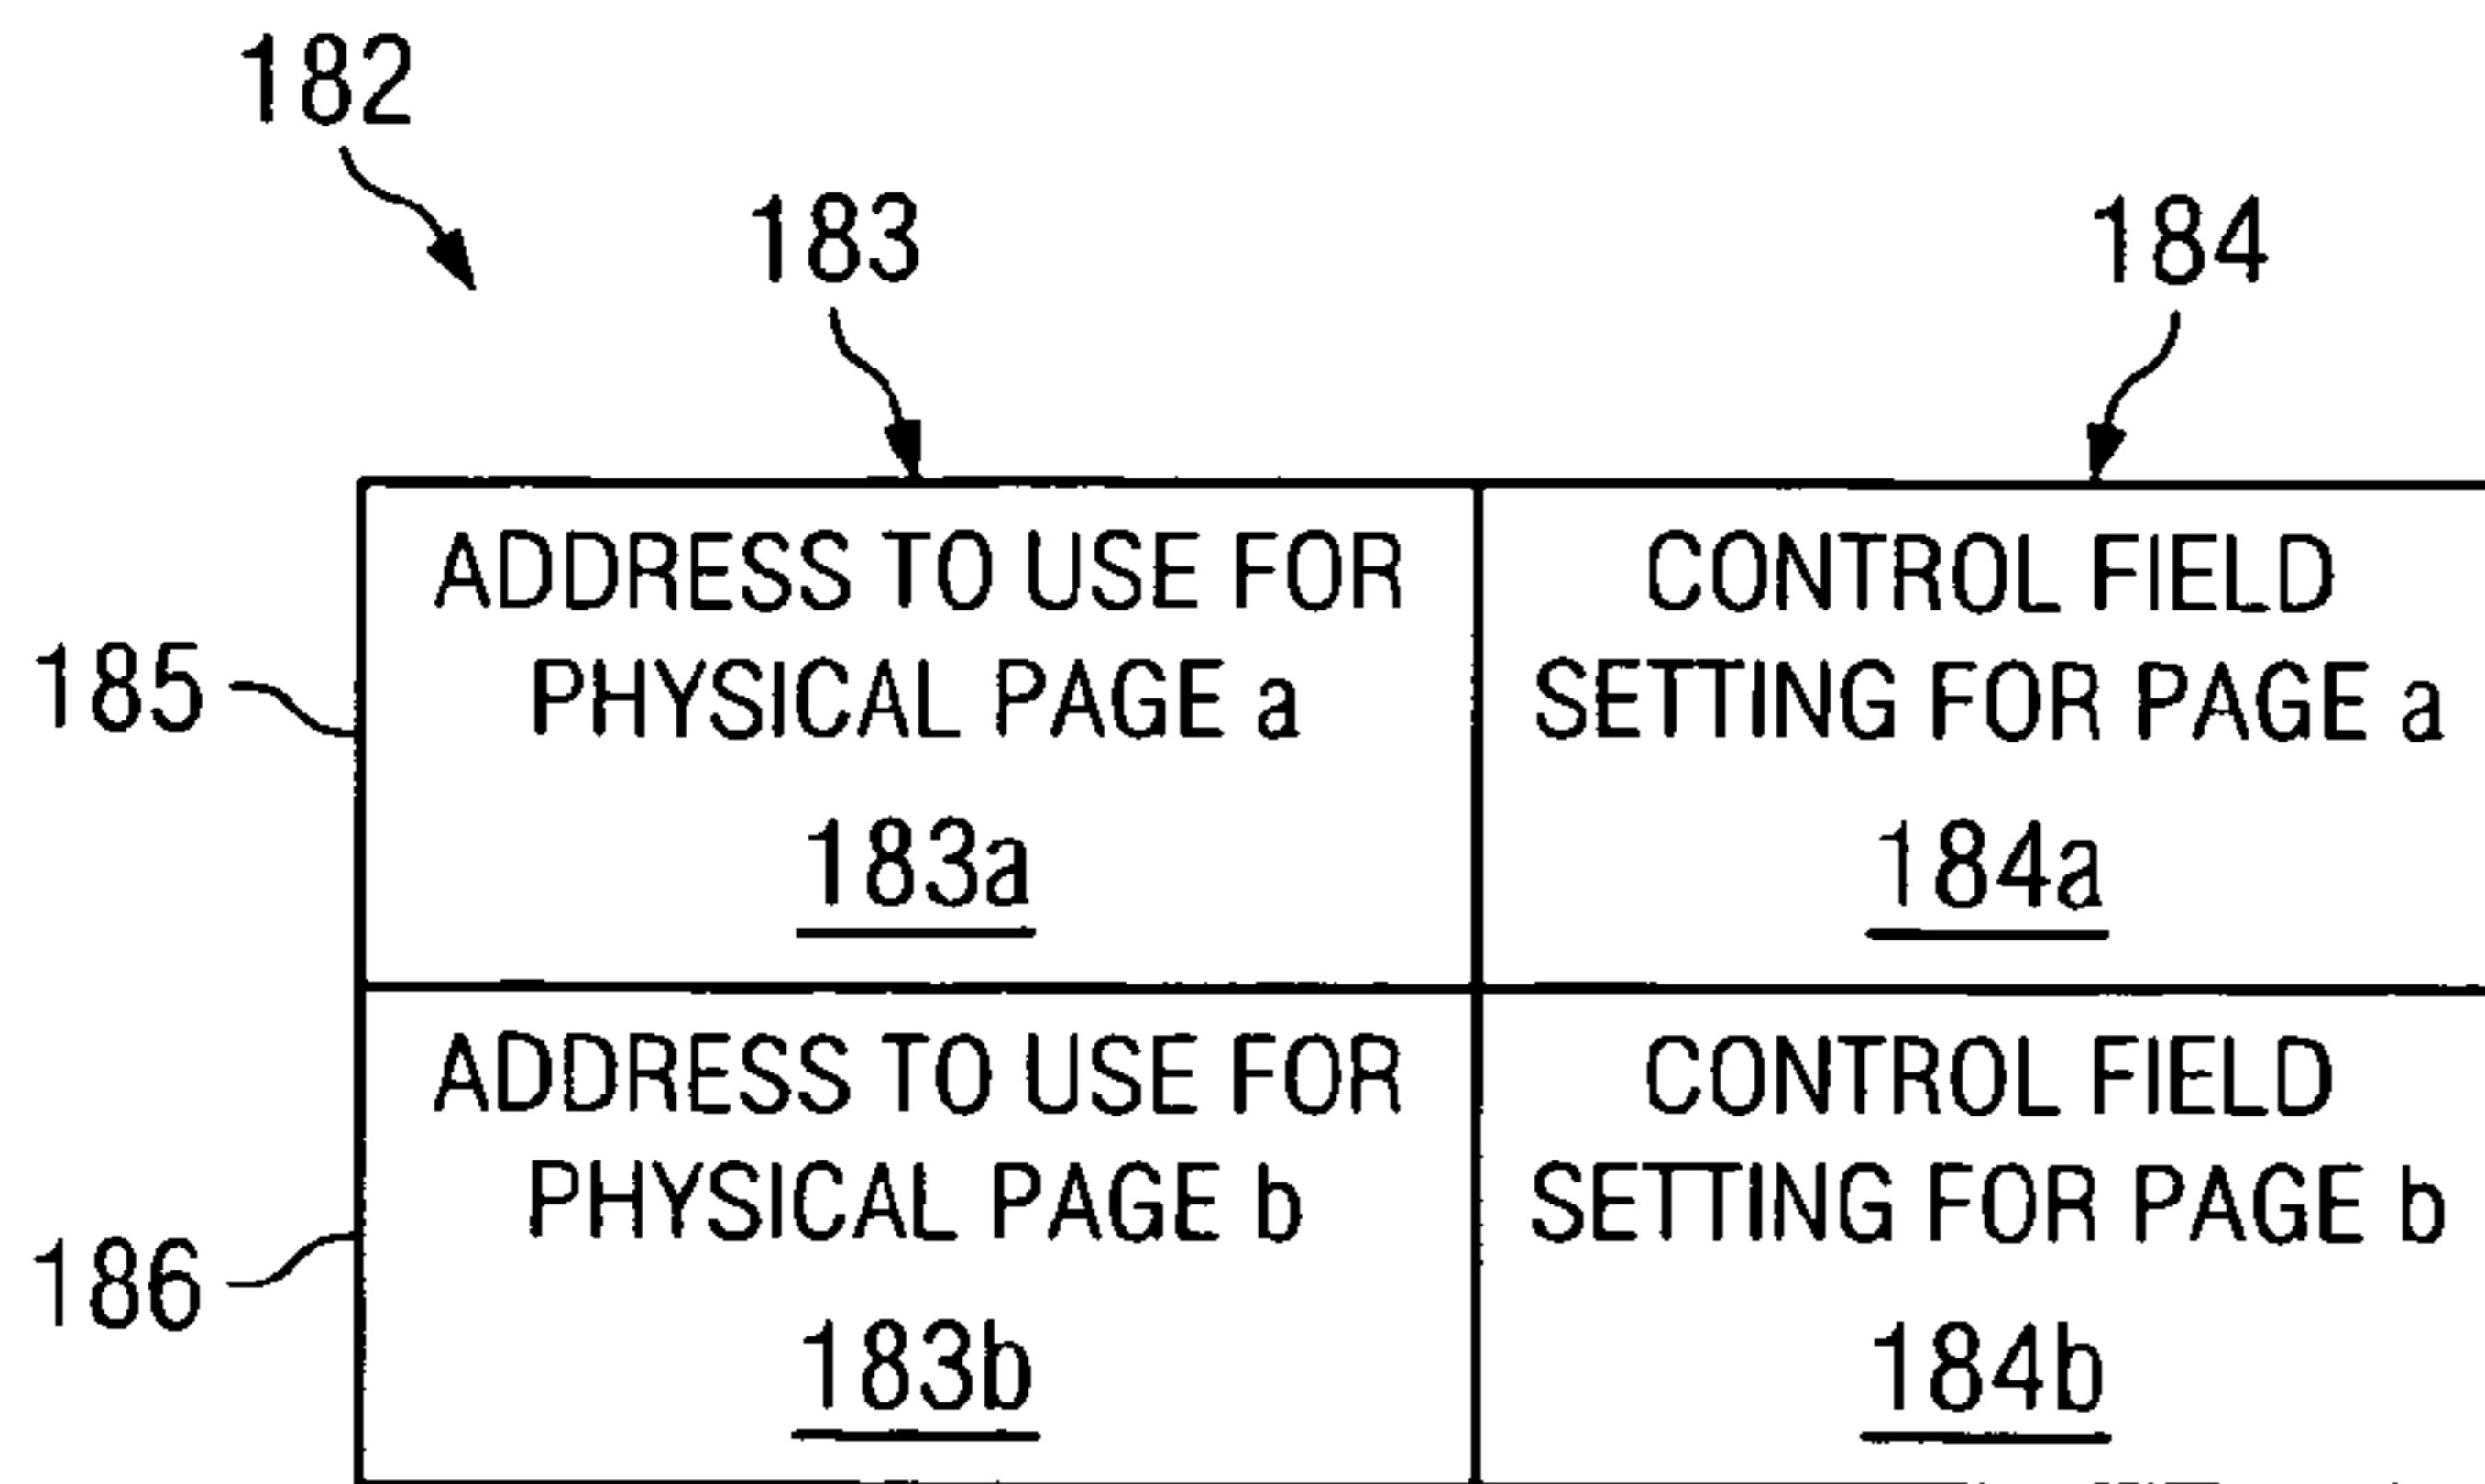 182
183
184
185
ADDRESS TO USE FOR
PHYSICAL PAGE a
183a
CONTROL FIELD
SETTING FOR PAGE a
184a
186
ADDRESS TO USE FOR
PHYSICAL PAGE b
183b
CONTROL FIELD
SETTING FOR PAGE b
184b